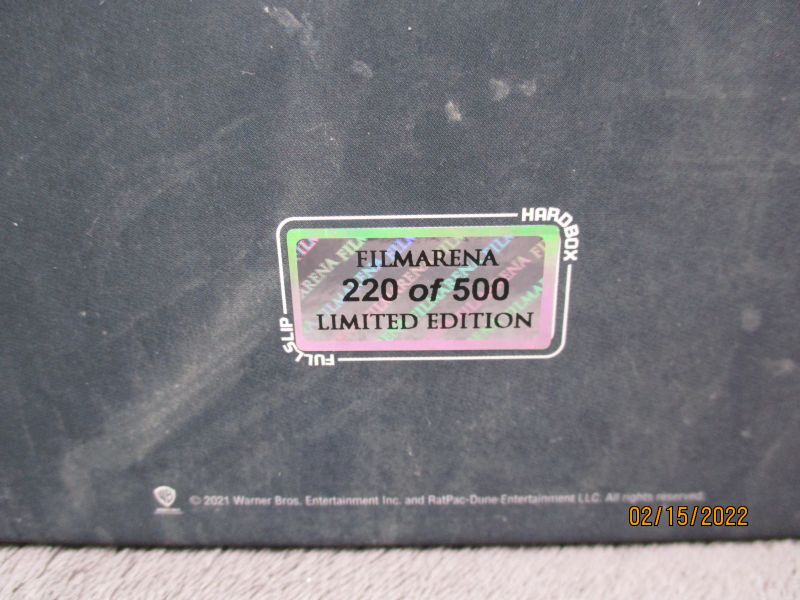 HARDBOX
FILMARENA
220 of 500
LIMITED EDITION
FULLSLIP
© 2021 Warner Bros. Entertainment Inc. and RatPac-Dune Entertainment LLC. All rights reserved.
02/15/2022